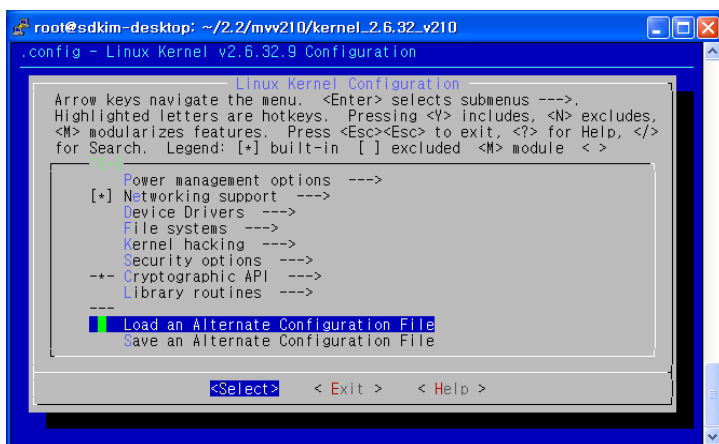 root@sdkim-desktop: ~/2.2/mvv210/kernel_2.6.32_v210
.config - Linux Kernel v2.6.32.9 Configuration
Linux Kernel Configuration
Arrow keys navigate the menu.  <Enter> selects submenus --->.
Highlighted letters are hotkeys.  Pressing <Y> includes, <N> excludes,
<M> modularizes features.  Press <Esc><Esc> to exit, <?> for Help, </>
for Search.  Legend: [*] built-in  [ ] excluded  <M> module  < >
Power management options  --->
[*] Networking support  --->
Device Drivers  --->
File systems  --->
Kernel hacking  --->
Security options  --->
-*- Cryptographic API  --->
Library routines  --->
---
Load an Alternate Configuration File
Save an Alternate Configuration File
<Select>    < Exit >    < Help >